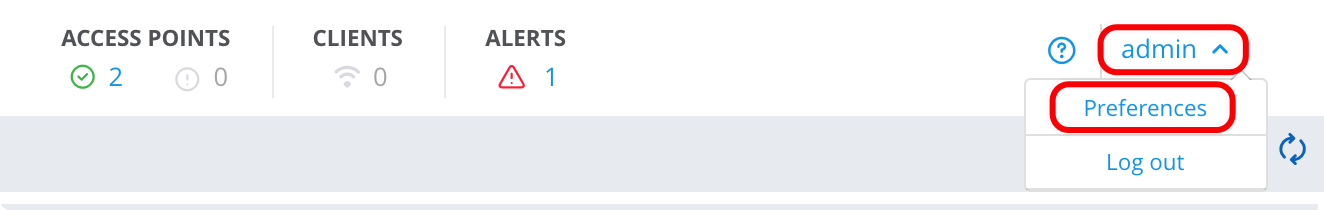 ACCESS POINTS CLIENTS ALERTS
2 0 0 1
admin
Preferences
Log out